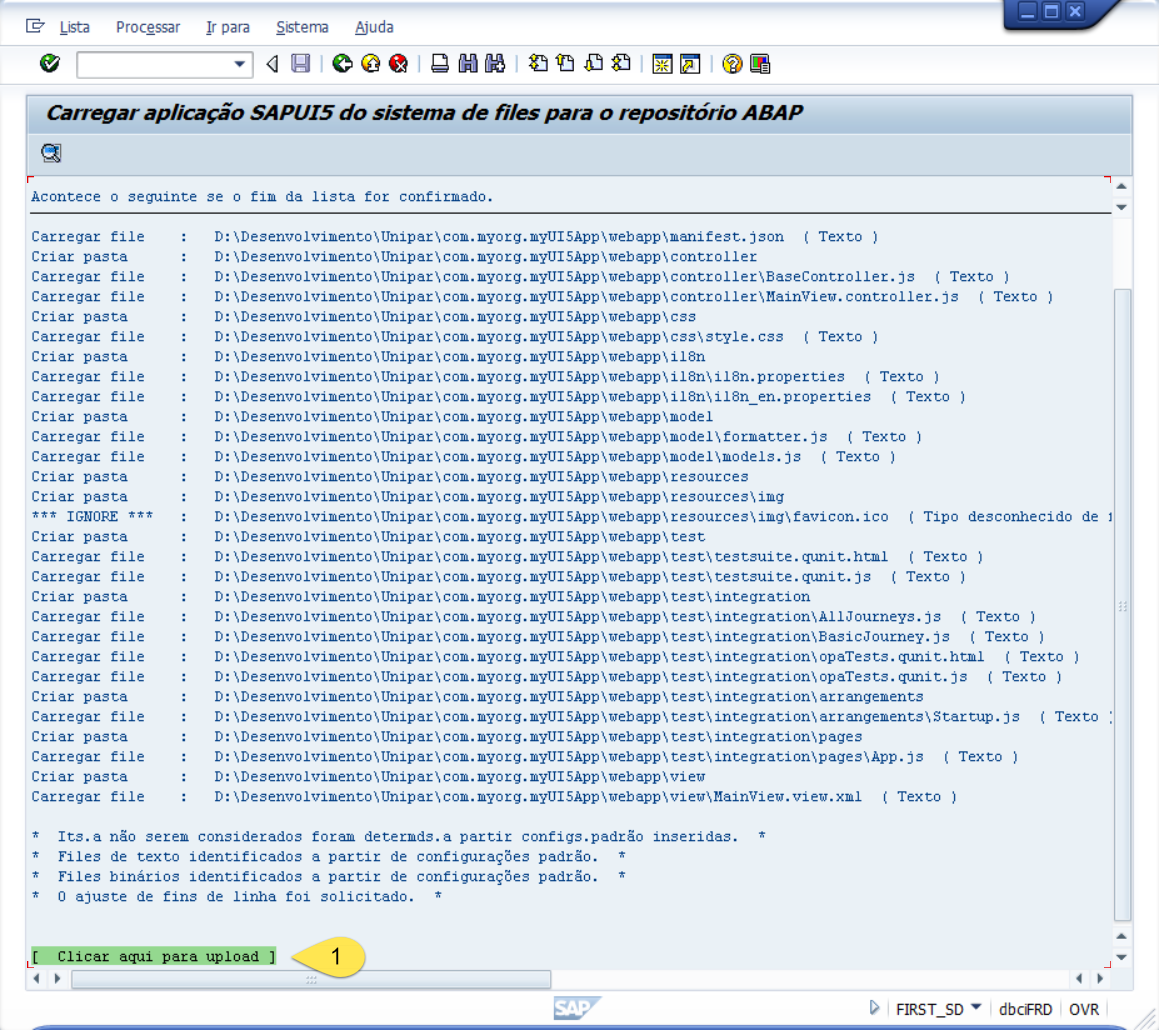 Lista Processar Ir para Sistema Ajuda
Carregar aplicação SAPUI5 do sistema de files para o repositório ABAP
Acontece o seguinte se o fim da lista for confirmado.
Carregar file : D:\Desenvolvimento\Unipar\com.myorg.myUI5App\webapp\manifest.json ( Texto )
Criar pasta : D:\Desenvolvimento\Unipar\com.myorg.myUI5App\webapp\controller
Carregar file : D:\Desenvolvimento\Unipar\com.myorg.myUI5App\webapp\controller\BaseController.js ( Texto )
Carregar file : D:\Desenvolvimento\Unipar\com.myorg.myUI5App\webapp\controller\MainView.controller.js ( Texto )
Criar pasta : D:\Desenvolvimento\Unipar\com.myorg.myUI5App\webapp\css
Carregar file : D:\Desenvolvimento\Unipar\com.myorg.myUI5App\webapp\css\style.css ( Texto )
Criar pasta : D:\Desenvolvimento\Unipar\com.myorg.myUI5App\webapp\i18n
Carregar file : D:\Desenvolvimento\Unipar\com.myorg.myUI5App\webapp\i18n\i18n.properties ( Texto )
Carregar file : D:\Desenvolvimento\Unipar\com.myorg.myUI5App\webapp\i18n\i18n_en.properties ( Texto )
Criar pasta : D:\Desenvolvimento\Unipar\com.myorg.myUI5App\webapp\model
Carregar file : D:\Desenvolvimento\Unipar\com.myorg.myUI5App\webapp\model\formatter.js ( Texto )
Carregar file : D:\Desenvolvimento\Unipar\com.myorg.myUI5App\webapp\model\models.js ( Texto )
Criar pasta : D:\Desenvolvimento\Unipar\com.myorg.myUI5App\webapp\resources
Criar pasta : D:\Desenvolvimento\Unipar\com.myorg.myUI5App\webapp\resources\img
*** IGNORE *** : D:\Desenvolvimento\Unipar\com.myorg.myUI5App\webapp\resources\img\favicon.ico ( Tipo desconhecido de
Criar pasta : D:\Desenvolvimento\Unipar\com.myorg.myUI5App\webapp\test
Carregar file : D:\Desenvolvimento\Unipar\com.myorg.myUI5App\webapp\test\testsuite.qunit.html ( Texto )
Carregar file : D:\Desenvolvimento\Unipar\com.myorg.myUI5App\webapp\test\testsuite.qunit.js ( Texto )
Criar pasta : D:\Desenvolvimento\Unipar\com.myorg.myUI5App\webapp\test\integration
Carregar file : D:\Desenvolvimento\Unipar\com.myorg.myUI5App\webapp\test\integration\AllJourneys.js ( Texto )
Carregar file : D:\Desenvolvimento\Unipar\com.myorg.myUI5App\webapp\test\integration\BasicJourney.js ( Texto )
Carregar file : D:\Desenvolvimento\Unipar\com.myorg.myUI5App\webapp\test\integration\opaTests.qunit.html ( Texto )
Carregar file : D:\Desenvolvimento\Unipar\com.myorg.myUI5App\webapp\test\integration\opaTests.qunit.js ( Texto )
Criar pasta : D:\Desenvolvimento\Unipar\com.myorg.myUI5App\webapp\test\integration\arrangements
Carregar file : D:\Desenvolvimento\Unipar\com.myorg.myUI5App\webapp\test\integration\arrangements\Startup.js ( Texto )
Criar pasta : D:\Desenvolvimento\Unipar\com.myorg.myUI5App\webapp\test\integration\pages
Carregar file : D:\Desenvolvimento\Unipar\com.myorg.myUI5App\webapp\test\integration\pages\App.js ( Texto )
Criar pasta : D:\Desenvolvimento\Unipar\com.myorg.myUI5App\webapp\view
Carregar file : D:\Desenvolvimento\Unipar\com.myorg.myUI5App\webapp\view\MainView.view.xml ( Texto )
* Its.a não serem considerados foram determds.a partir configs.padrão inseridas. *
* Files de texto identificados a partir de configurações padrão. *
* Files binários identificados a partir de configurações padrão. *
* O ajuste de fins de linha foi solicitado. *
[ Clicar aqui para upload ] 1
SAP FIRST_SD dbciFRD OVR